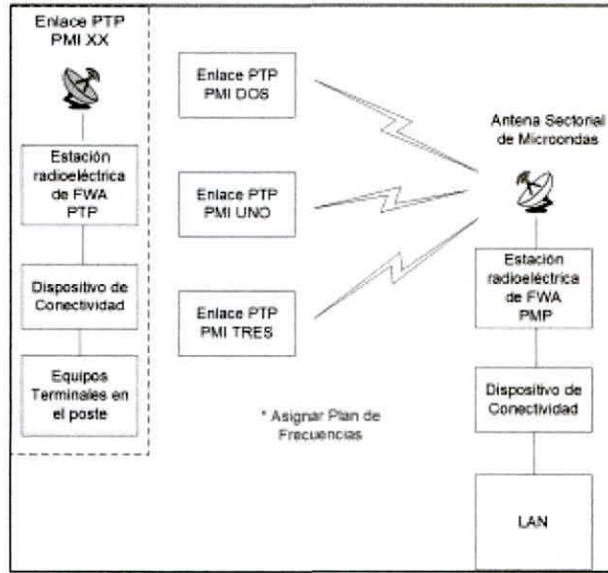 Enlace PTP
PMI XX
Estación
radioeléctrica
de FWA
PTP
Dispositivo de
Conectividad
Equipos
Terminales en
el poste
Enlace PTP
PMI DOS
Enlace PTP
PMI UNO
Enlace PTP
PMI TRES
* Asignar Plan de
Frecuencias
Antena Sectorial
de Microondas
Estación
radioeléctrica
de FWA
PMP
Dispositivo de
Conectividad
LAN